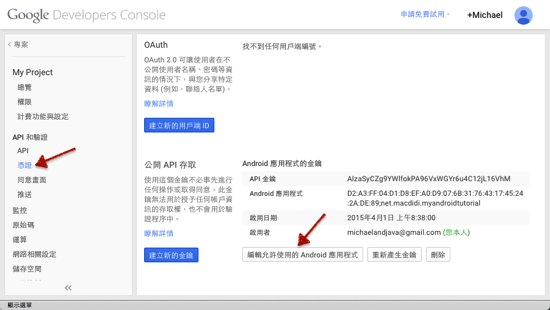 Google Developers Console
申請免費試用。
+Michael
< 專案
My Project
總覽
權限
計費功能與設定
API 和驗證
API
憑證
同意畫面
推送
監控
原始碼
運算
網路相關設定
儲存空間
OAuth
OAuth 2.0 可讓使用者在不
公開使用者名稱、密碼等資
訊的情況下，與您分享特定
資料 (例如，聯絡人名單)。
瞭解詳情
建立新的用戶端 ID
找不到任何用戶端編號。
公開 API 存取
使用這個金鑰不必事先進行
任何操作或取得同意。此金
鑰無法用於授予任何帳戶資
訊的存取權，也不會用於驗
證程序中。
瞭解詳情
建立新的金鑰
Android 應用程式的金鑰
API 金鑰 AIzaSyCZg9YWIfokPA96VxWGYr6u4C12jL16VhM
Android 應用程式 D2:A3:FF:04:D1:D8:EF:A0:D9:07:6B:31:76:43:17:45:24
:2A:DE:89;net.macdidi.myandroidtutorial
啟用日期 2015年4月1日 上午8:38:00
啟用者 michaelandjava@gmail.com (您本人)
編輯允許使用的 Android 應用程式
重新產生金鑰
刪除
顯示選單